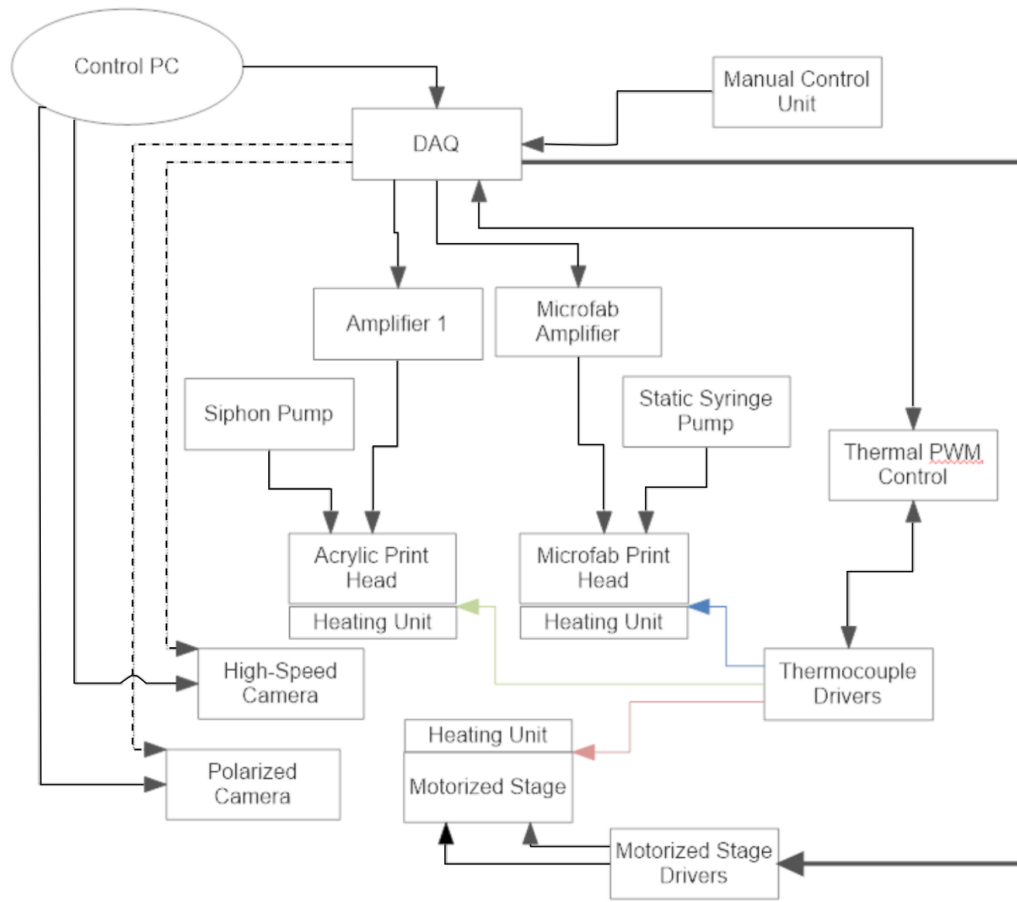 Control PC
Manual Control
Unit
DAQ
Amplifier 1
Microfab
Amplifier
Siphon Pump
Static Syringe
Pump
Thermal PWM
Control
Acrylic Print
Head
Heating Unit
Microfab Print
Head
Heating Unit
High-Speed
Camera
Thermocouple
Drivers
Heating Unit
Motorized Stage
Polarized
Camera
Motorized Stage
Drivers